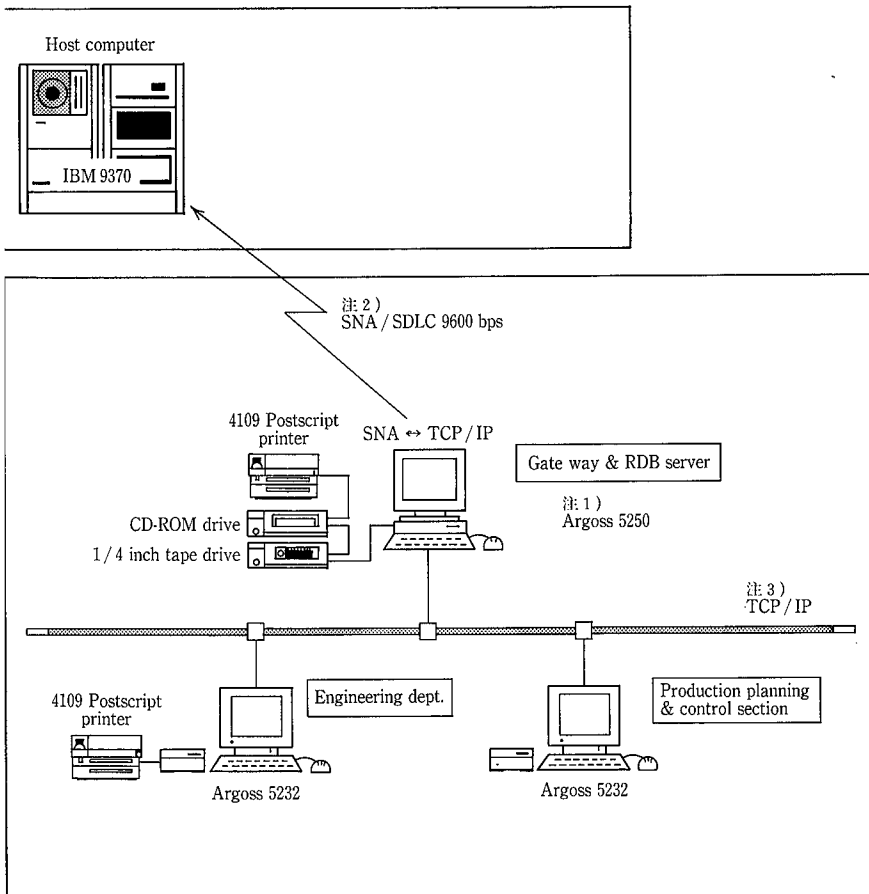 Host computer
IBM 9370
注2)
SNA / SDLC 9600 bps
4109 Postscript
printer
SNA ↔ TCP / IP
Gate way & RDB server
注1)
Argoss 5250
CD-ROM drive
1 / 4 inch tape drive
注3)
TCP / IP
4109 Postscript
printer
Engineering dept.
Production planning
& control section
Argoss 5232
Argoss 5232